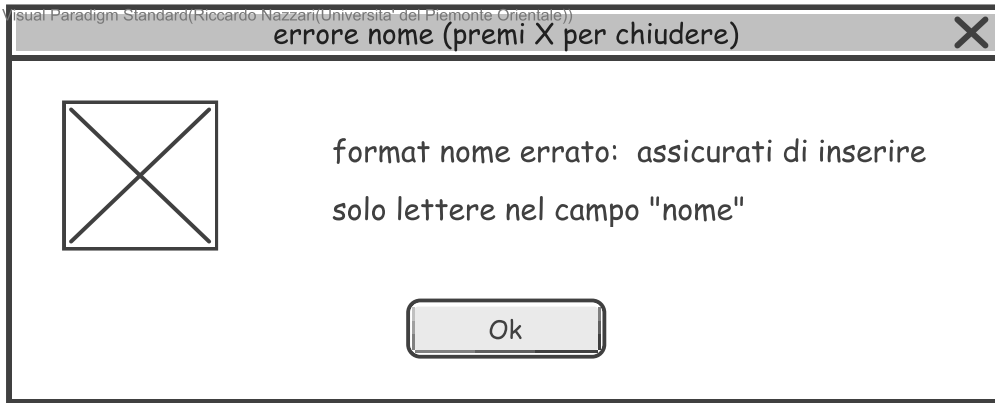 Visual Paradigm Standard(Riccardo Nazzari(Universita' del Piemonte Orientale))
errore nome (premi X per chiudere)
format nome errato: assicurati di inserire
solo lettere nel campo "nome"
Ok